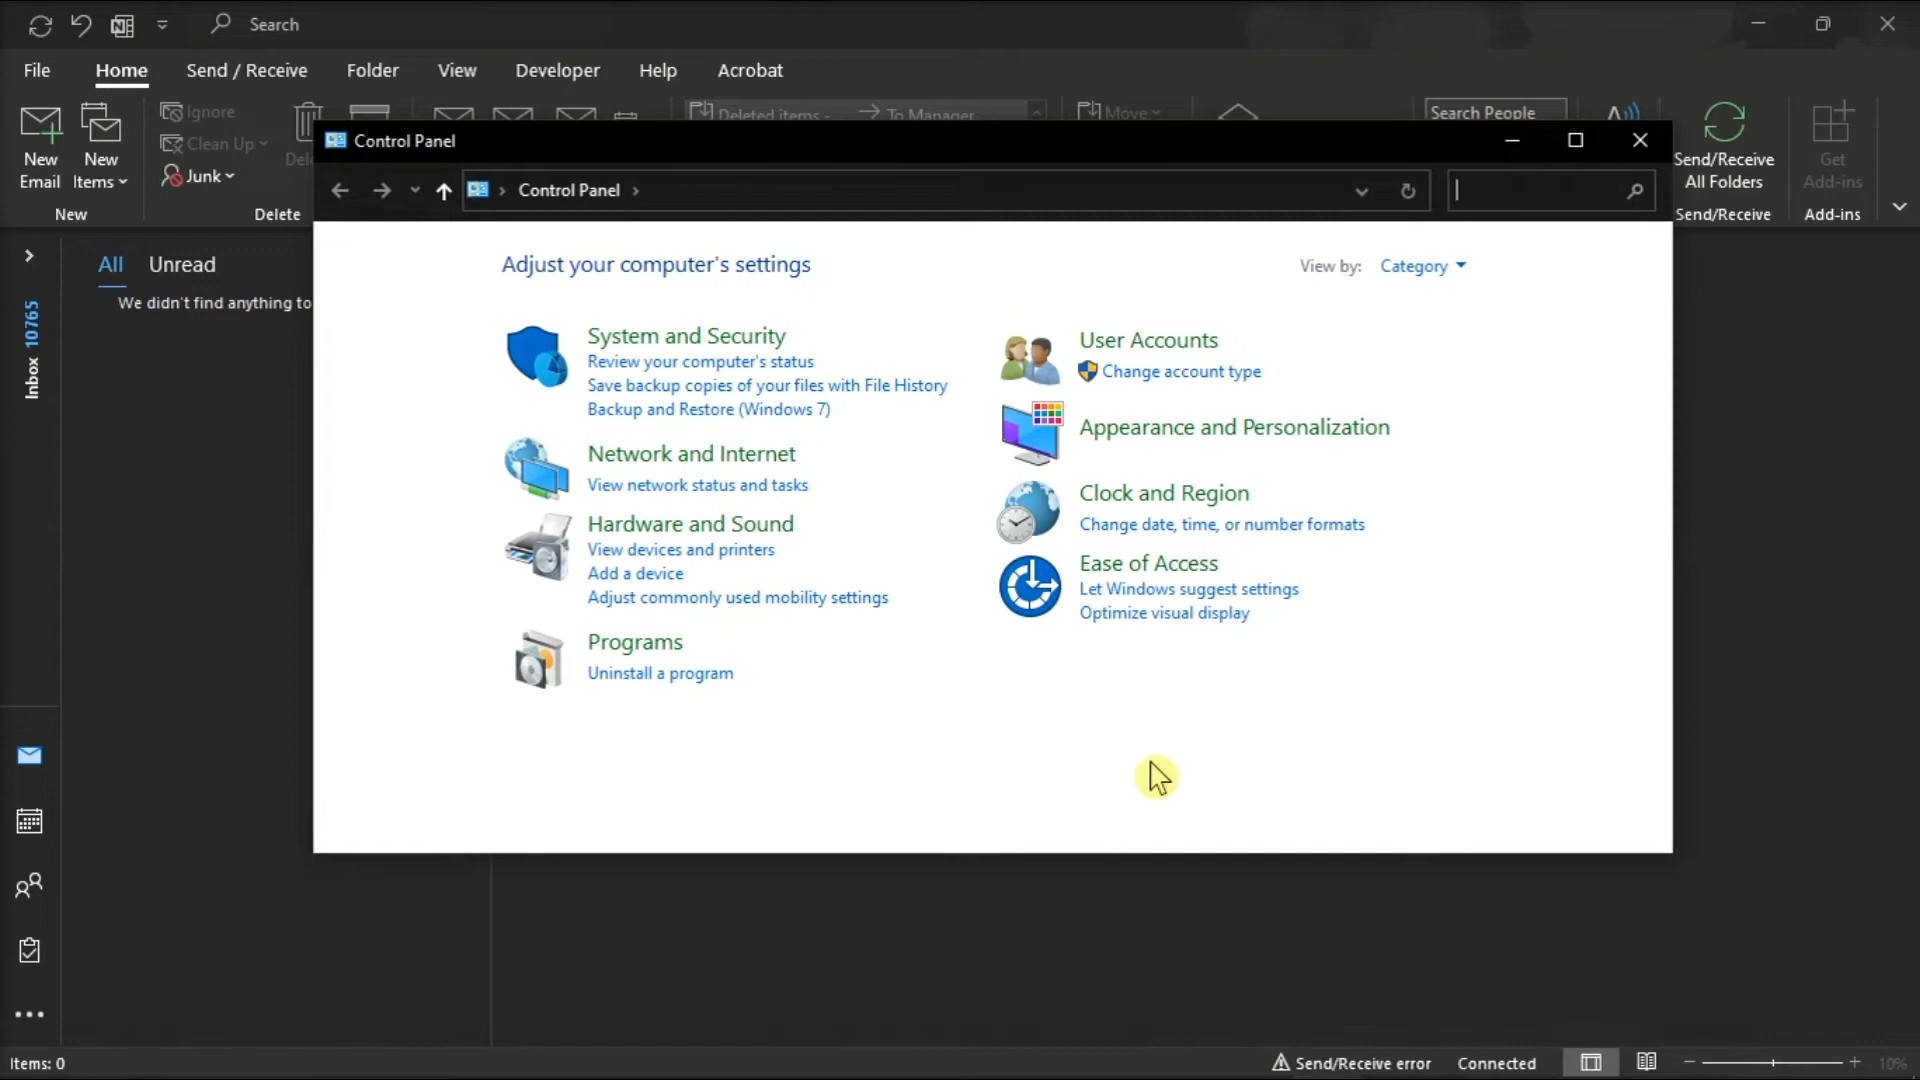 Search
File
Home
Send / Receive
Folder
View
Developer
Help
Acrobat
New
Email
New
Items
New
Ignore
Clean Up
Junk
Delete
Deleted items -
To Manager
Move
Search People
Send/Receive
All Folders
Send/Receive
Get
Add-ins
Add-ins
Control Panel
Control Panel
All
Unread
We didn't find anything to
Inbox 10765
Adjust your computer's settings
View by:
Category
System and Security
Review your computer's status
Save backup copies of your files with File History
Backup and Restore (Windows 7)
Network and Internet
View network status and tasks
Hardware and Sound
View devices and printers
Add a device
Adjust commonly used mobility settings
Programs
Uninstall a program
User Accounts
Change account type
Appearance and Personalization
Clock and Region
Change date, time, or number formats
Ease of Access
Let Windows suggest settings
Optimize visual display
Items: 0
Send/Receive error
Connected
10%